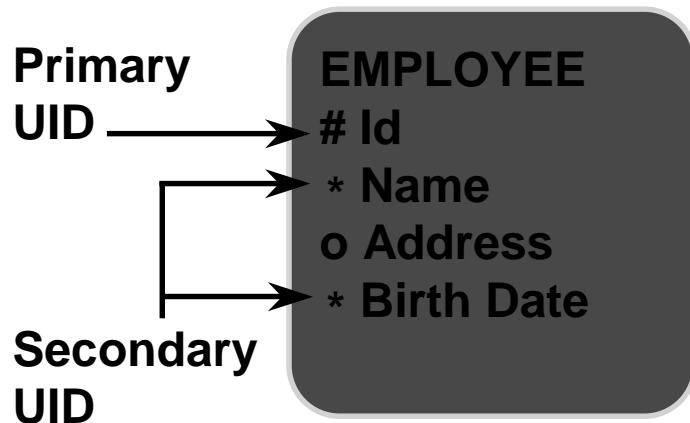 Primary
UID
EMPLOYEE
# Id
* Name
o Address
* Birth Date
Secondary
UID